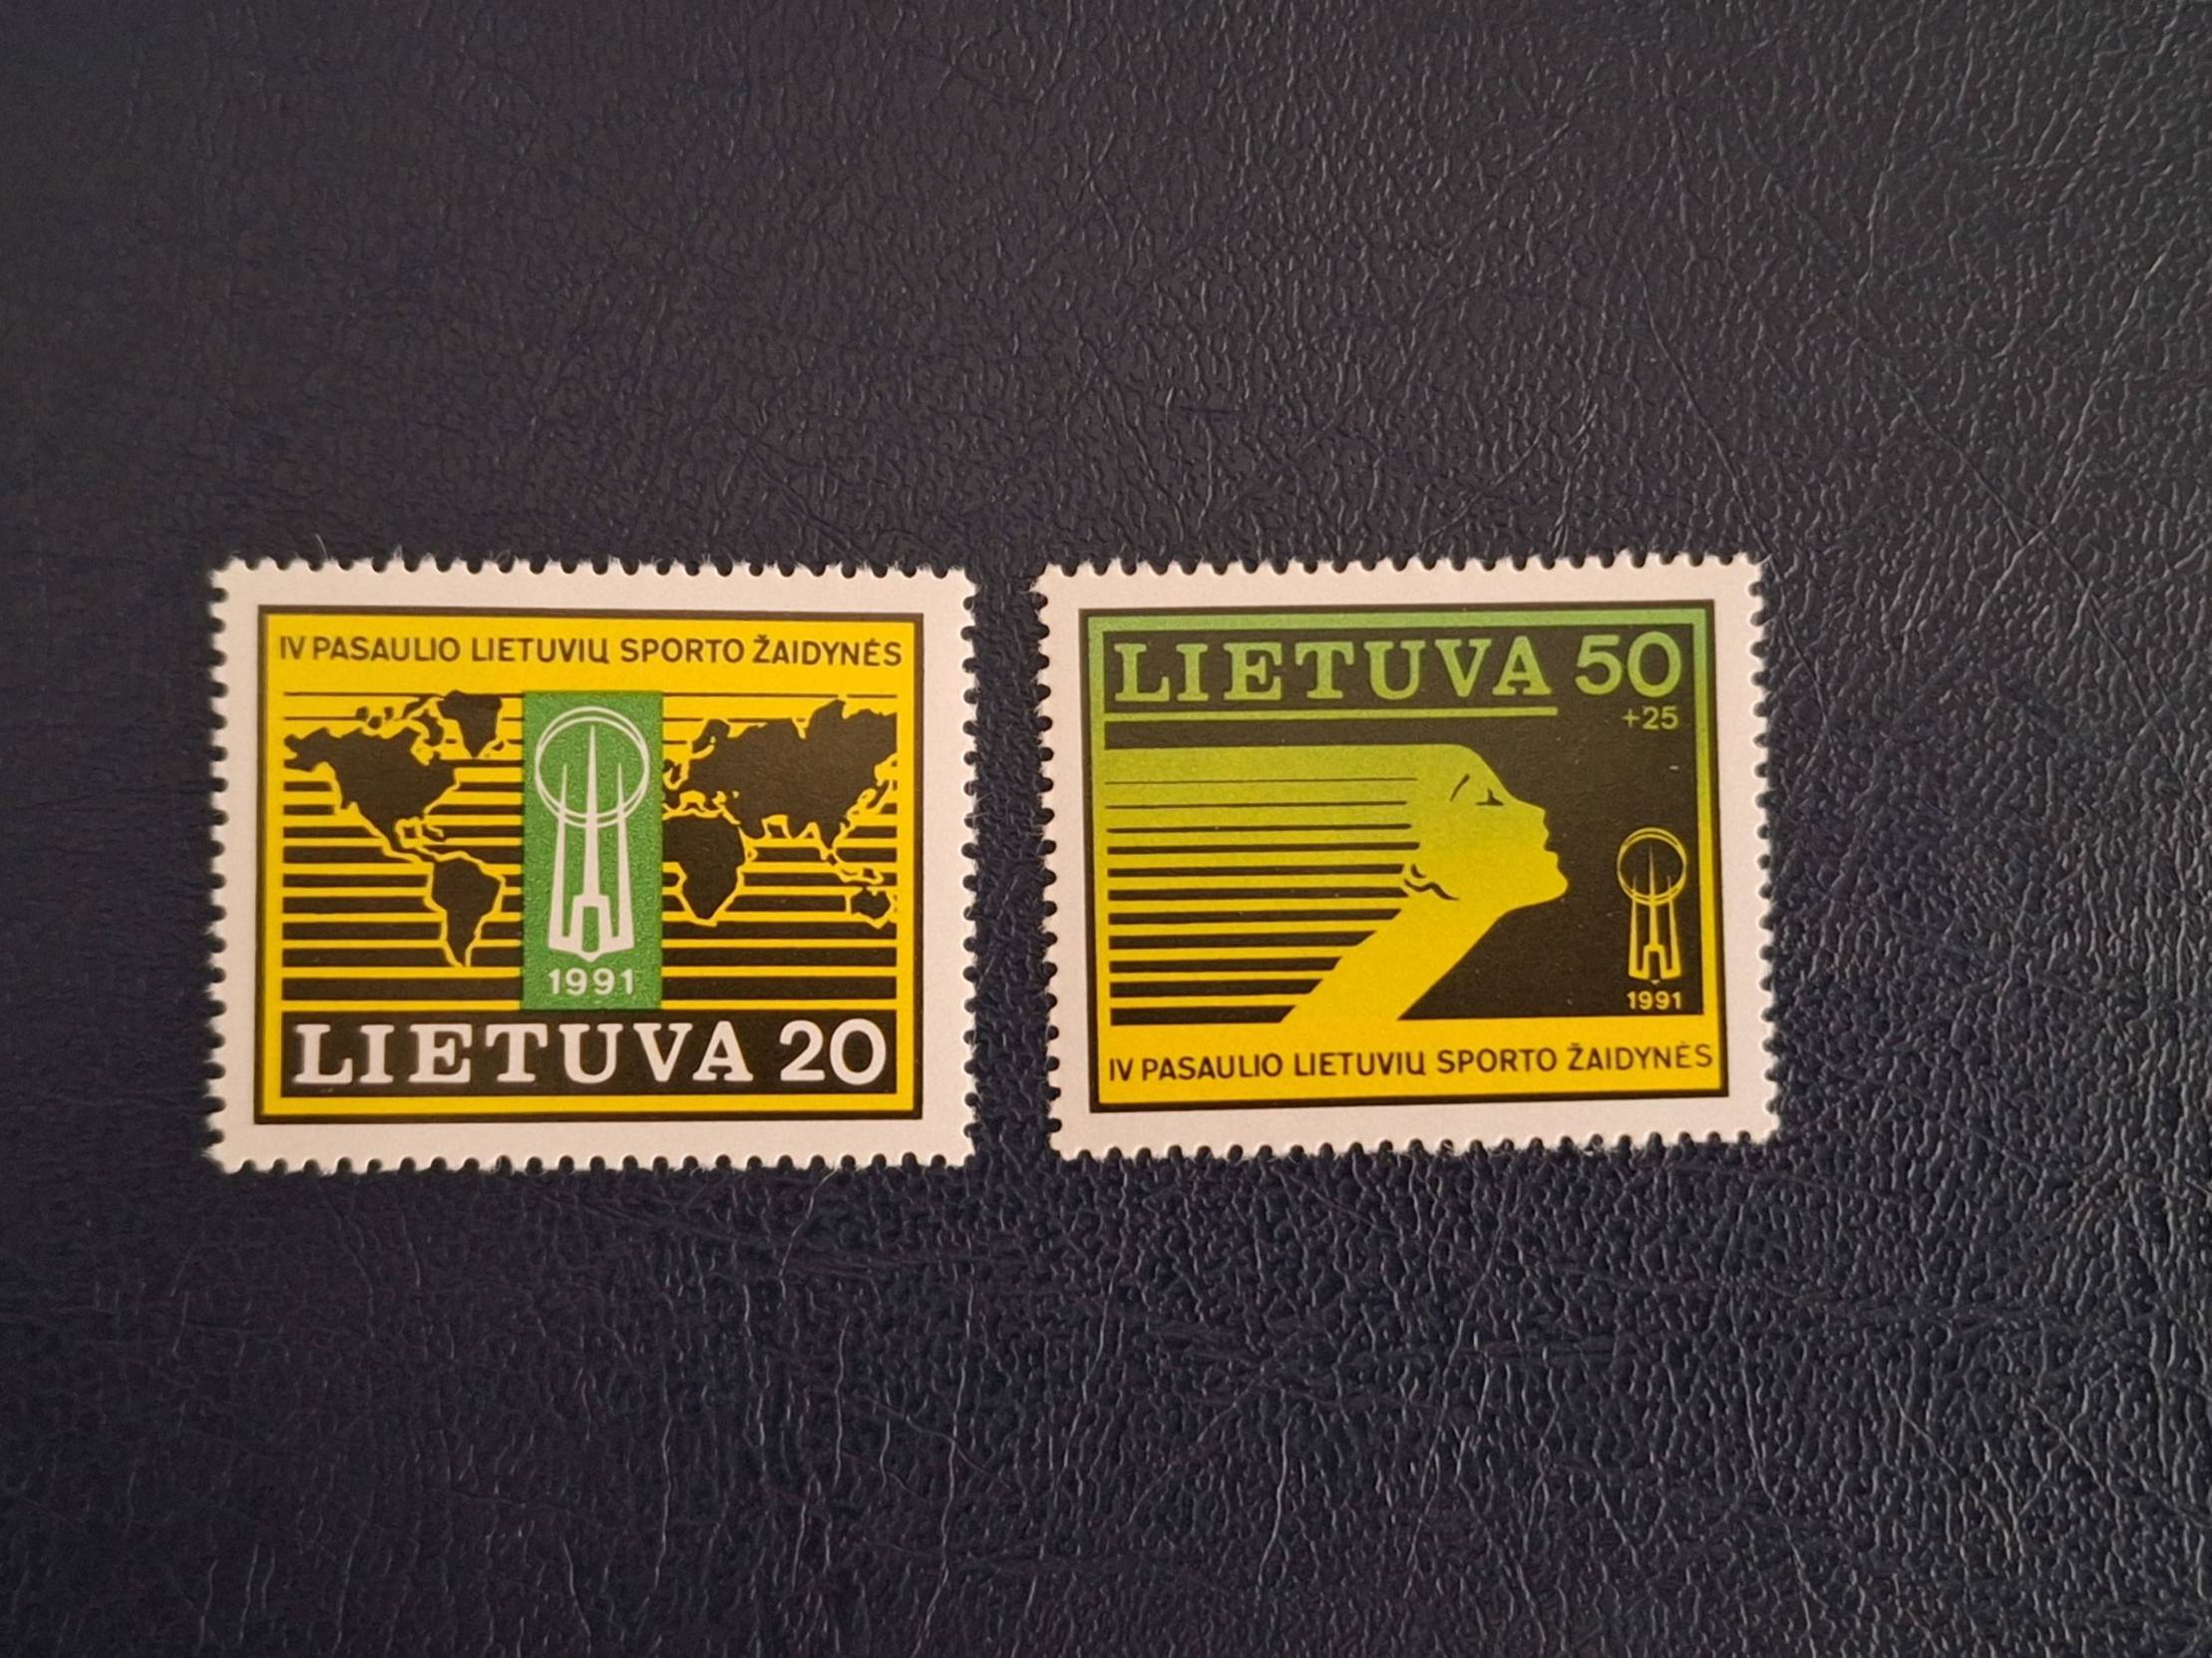 IV PASAULIO LIETUVIŲ SPORTO ŽAIDYNĖS
1991
LIETUVA 20
LIETUVA 50
+25
1991
IV PASAULIO LIETUVIŲ SPORTO ŽAIDYNĖS